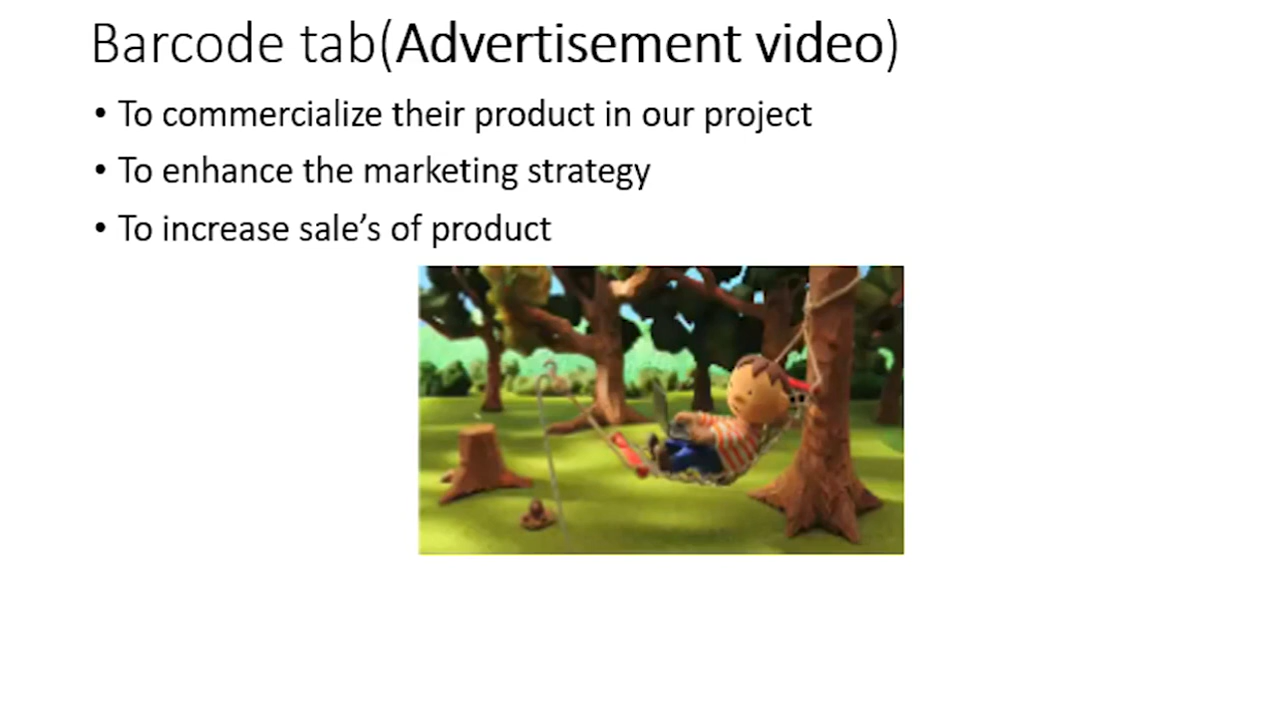 Barcode tab(Advertisement video)
• To commercialize their product in our project
• To enhance the marketing strategy
• To increase sale’s of product